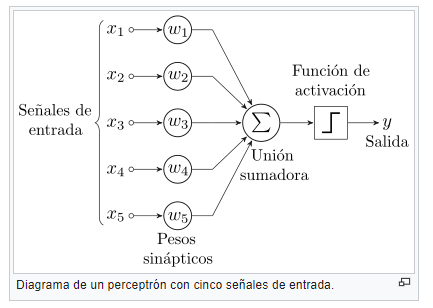 Señales de
entrada
x1
x2
x3
x4
x5
w1
w2
w3
w4
w5
Pesos
sinápticos
Σ
Unión
sumadora
Función de
activación
y
Salida
Diagrama de un perceptrón con cinco señales de entrada.